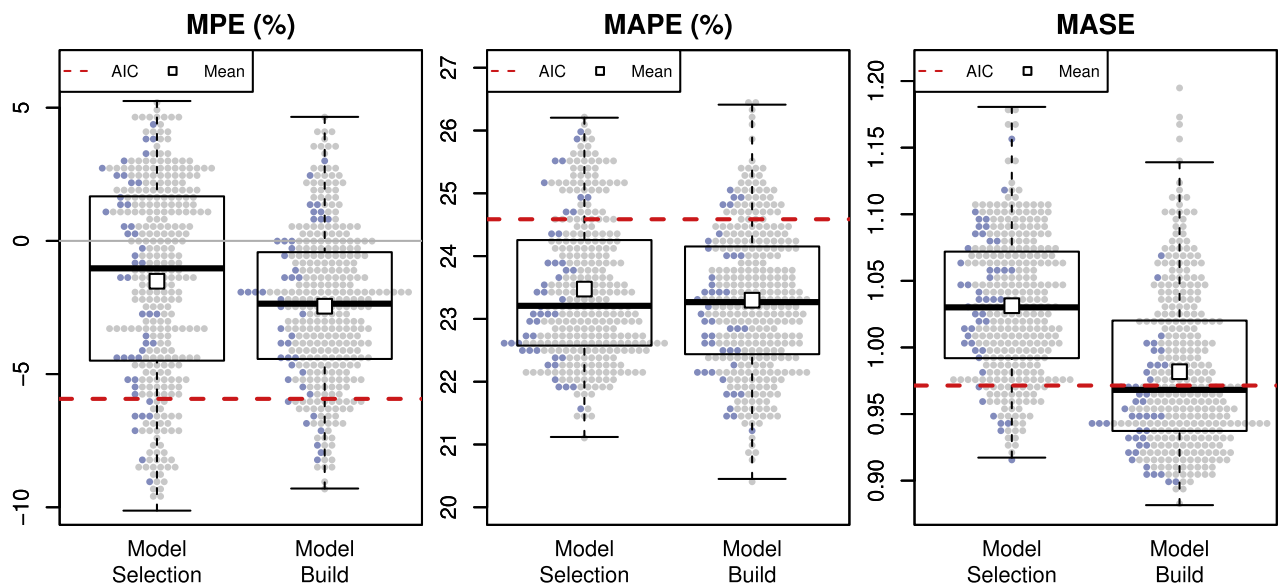 MPE (%)
AIC Mean
5
0
−5
−10
Model Selection
Model Build
MAPE (%)
AIC Mean
27
26
25
24
23
22
21
20
Model Selection
Model Build
MASE
AIC Mean
1.20
1.15
1.10
1.05
1.00
0.95
0.90
Model Selection
Model Build